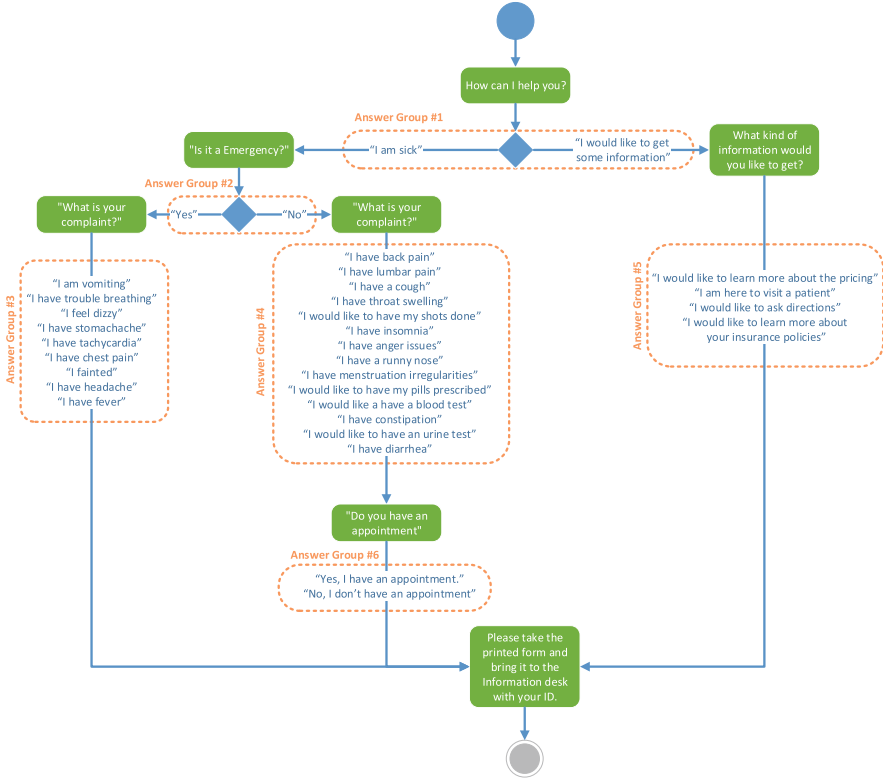 How can I help you?
Answer Group #1
"Is it a Emergency?"
“I am sick”
“I would like to get
some information”
What kind of
information would
you like to get?
Answer Group #2
"What is your
complaint?"
“Yes”
“No”
"What is your
complaint?"
Answer Group #3
“I am vomiting”
“I have trouble breathing”
“I feel dizzy”
“I have stomachache”
“I have tachycardia”
“I have chest pain”
“I fainted”
“I have headache”
“I have fever”
Answer Group #4
“I have back pain”
“I have lumbar pain”
“I have a cough”
“I have throat swelling”
“I would like to have my shots done”
“I have insomnia”
“I have anger issues”
“I have a runny nose”
“I have menstruation irregularities”
“I would like to have my pills prescribed”
“I would like a have a blood test”
“I have constipation”
“I would like to have an urine test”
“I have diarrhea”
Answer Group #5
“I would like to learn more about the pricing”
“I am here to visit a patient”
“I would like to ask directions”
“I would like to learn more about
your insurance policies”
"Do you have an
appointment"
Answer Group #6
“Yes, I have an appointment.”
“No, I don’t have an appointment”
Please take the
printed form and
bring it to the
Information desk
with your ID.